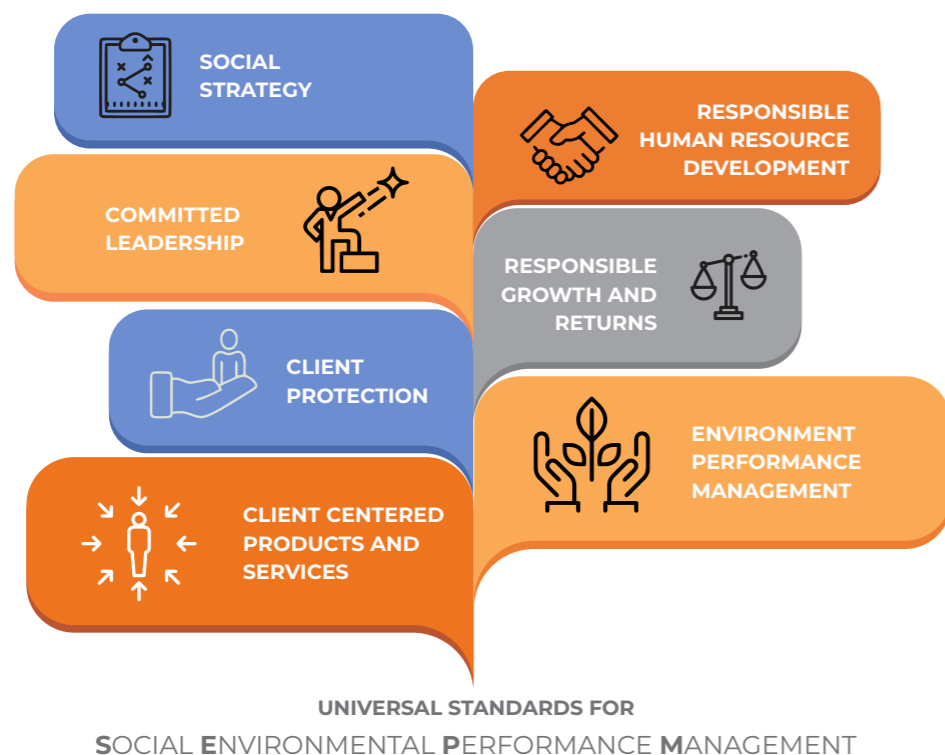 SOCIAL
STRATEGY
RESPONSIBLE
HUMAN RESOURCE
DEVELOPMENT
COMMITTED
LEADERSHIP
RESPONSIBLE
GROWTH AND
RETURNS
CLIENT
PROTECTION
ENVIRONMENT
PERFORMANCE
MANAGEMENT
CLIENT CENTERED
PRODUCTS AND
SERVICES
UNIVERSAL STANDARDS FOR
SOCIAL ENVIRONMENTAL PERFORMANCE MANAGEMENT